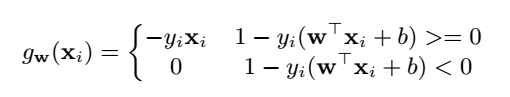 g_w(x_i) = { −y_i x_i    1 − y_i(w^⊤ x_i + b) >= 0
0    1 − y_i(w^⊤ x_i + b) < 0